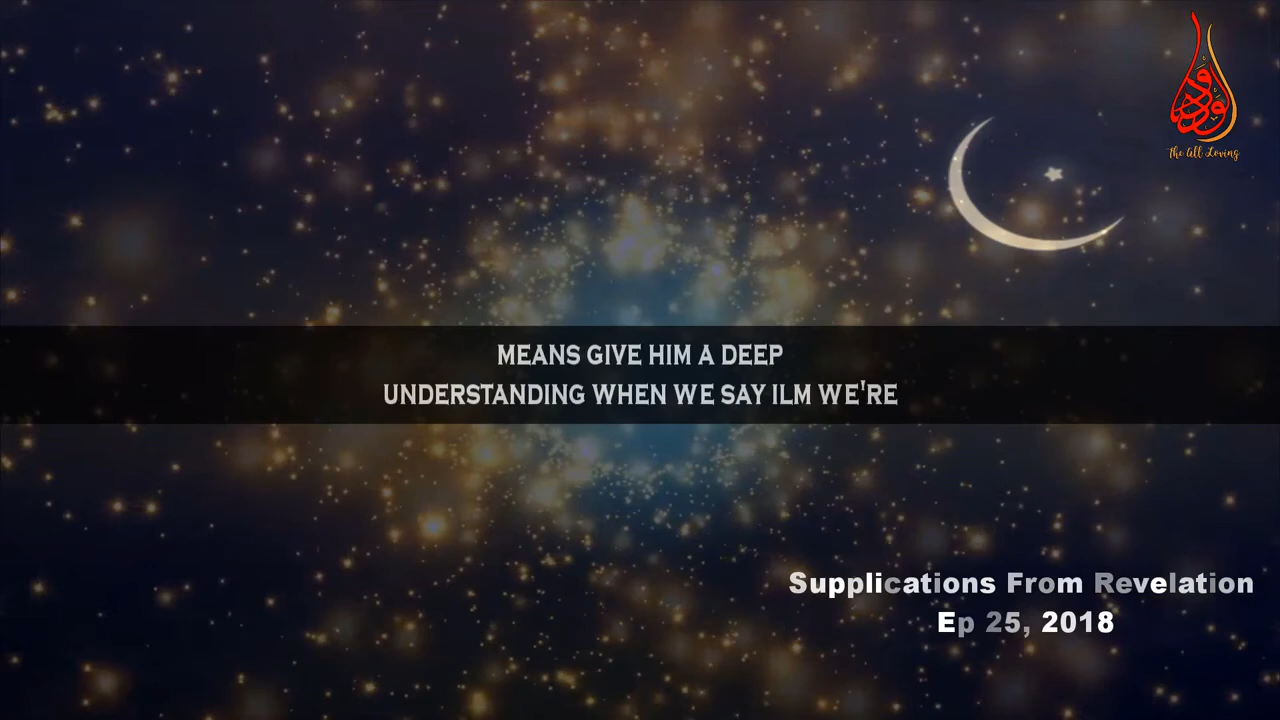 ودود
The All Loving
MEANS GIVE HIM A DEEP
UNDERSTANDING WHEN WE SAY ILM WE'RE
Supplications From Revelation
Ep 25, 2018